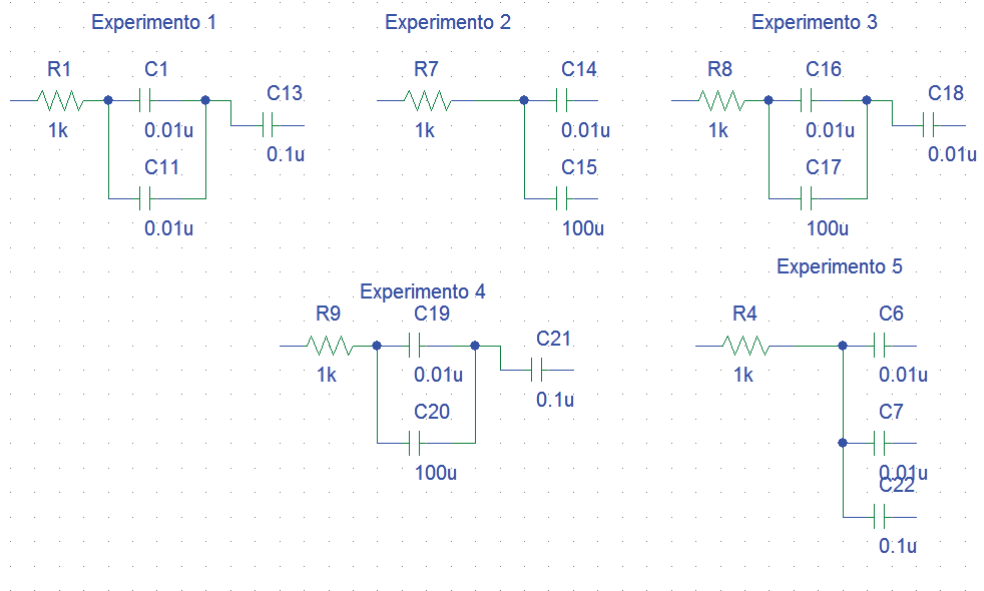 Experimento 1
Experimento 2
Experimento 3
R1
C1
C13
1k
0.01u
0.1u
C11
0.01u
R7
C14
1k
0.01u
C15
100u
R8
C16
C18
1k
0.01u
0.01u
C17
100u
Experimento 4
Experimento 5
R9
C19
C21
1k
0.01u
0.1u
C20
100u
R4
C6
1k
0.01u
C7
0.01u
C22
0.1u